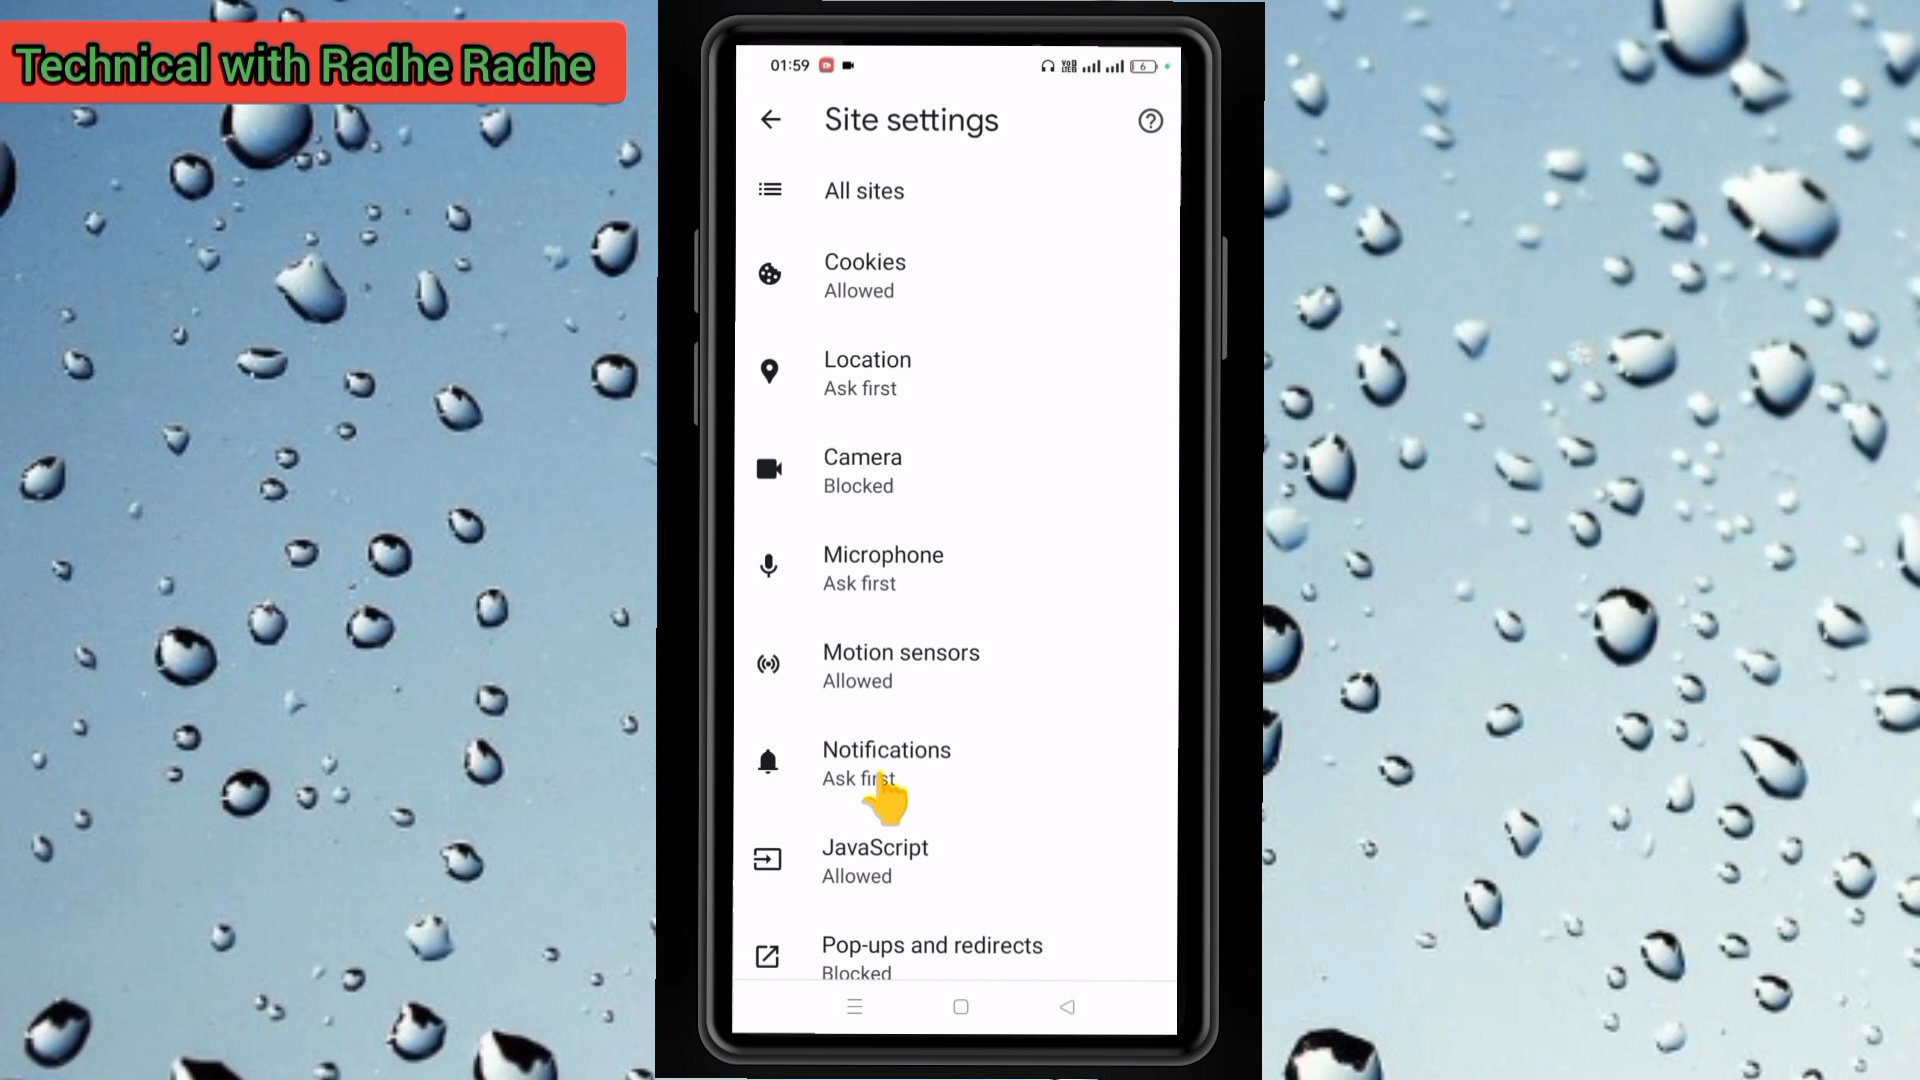 Technical with Radhe Radhe
01:59
6
Site settings
All sites
Cookies
Allowed
Location
Ask first
Camera
Blocked
Microphone
Ask first
Motion sensors
Allowed
Notifications
Ask first
JavaScript
Allowed
Pop-ups and redirects
Blocked